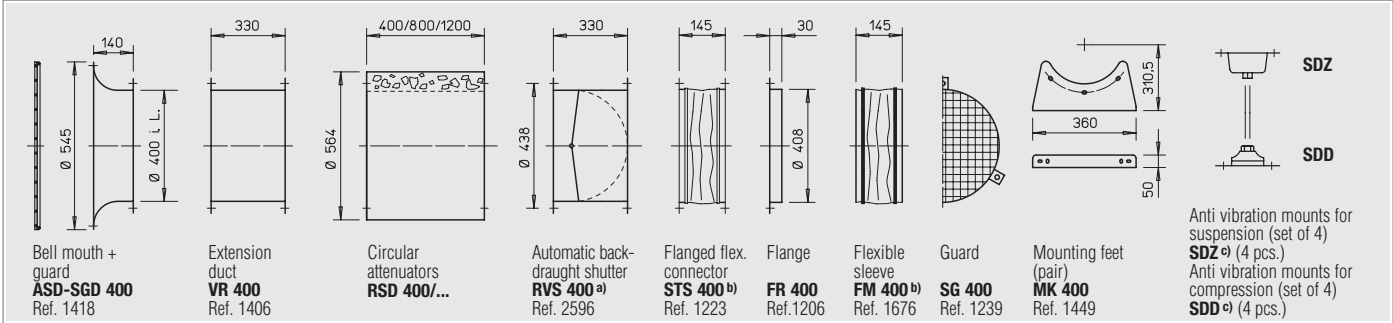 140
Ø 545
Ø 400 i. L.
Bell mouth +
guard
ASD-SGD 400
Ref. 1418
330
Extension
duct
VR 400
Ref. 1406
400/800/1200
Ø 564
Circular
attenuators
RSD 400/...
330
Ø 438
Automatic back-
draught shutter
RVS 400 a)
Ref. 2596
145
Flanged flex.
connector
STS 400 b)
Ref. 1223
30
Ø 408
Flange
FR 400
Ref.1206
145
Flexible
sleeve
FM 400 b)
Ref. 1676
Guard
SG 400
Ref. 1239
310.5
360
50
Mounting feet
(pair)
MK 400
Ref. 1449
SDZ
SDD
Anti vibration mounts for
suspension (set of 4)
SDZ c) (4 pcs.)
Anti vibration mounts for
compression (set of 4)
SDD c) (4 pcs.)